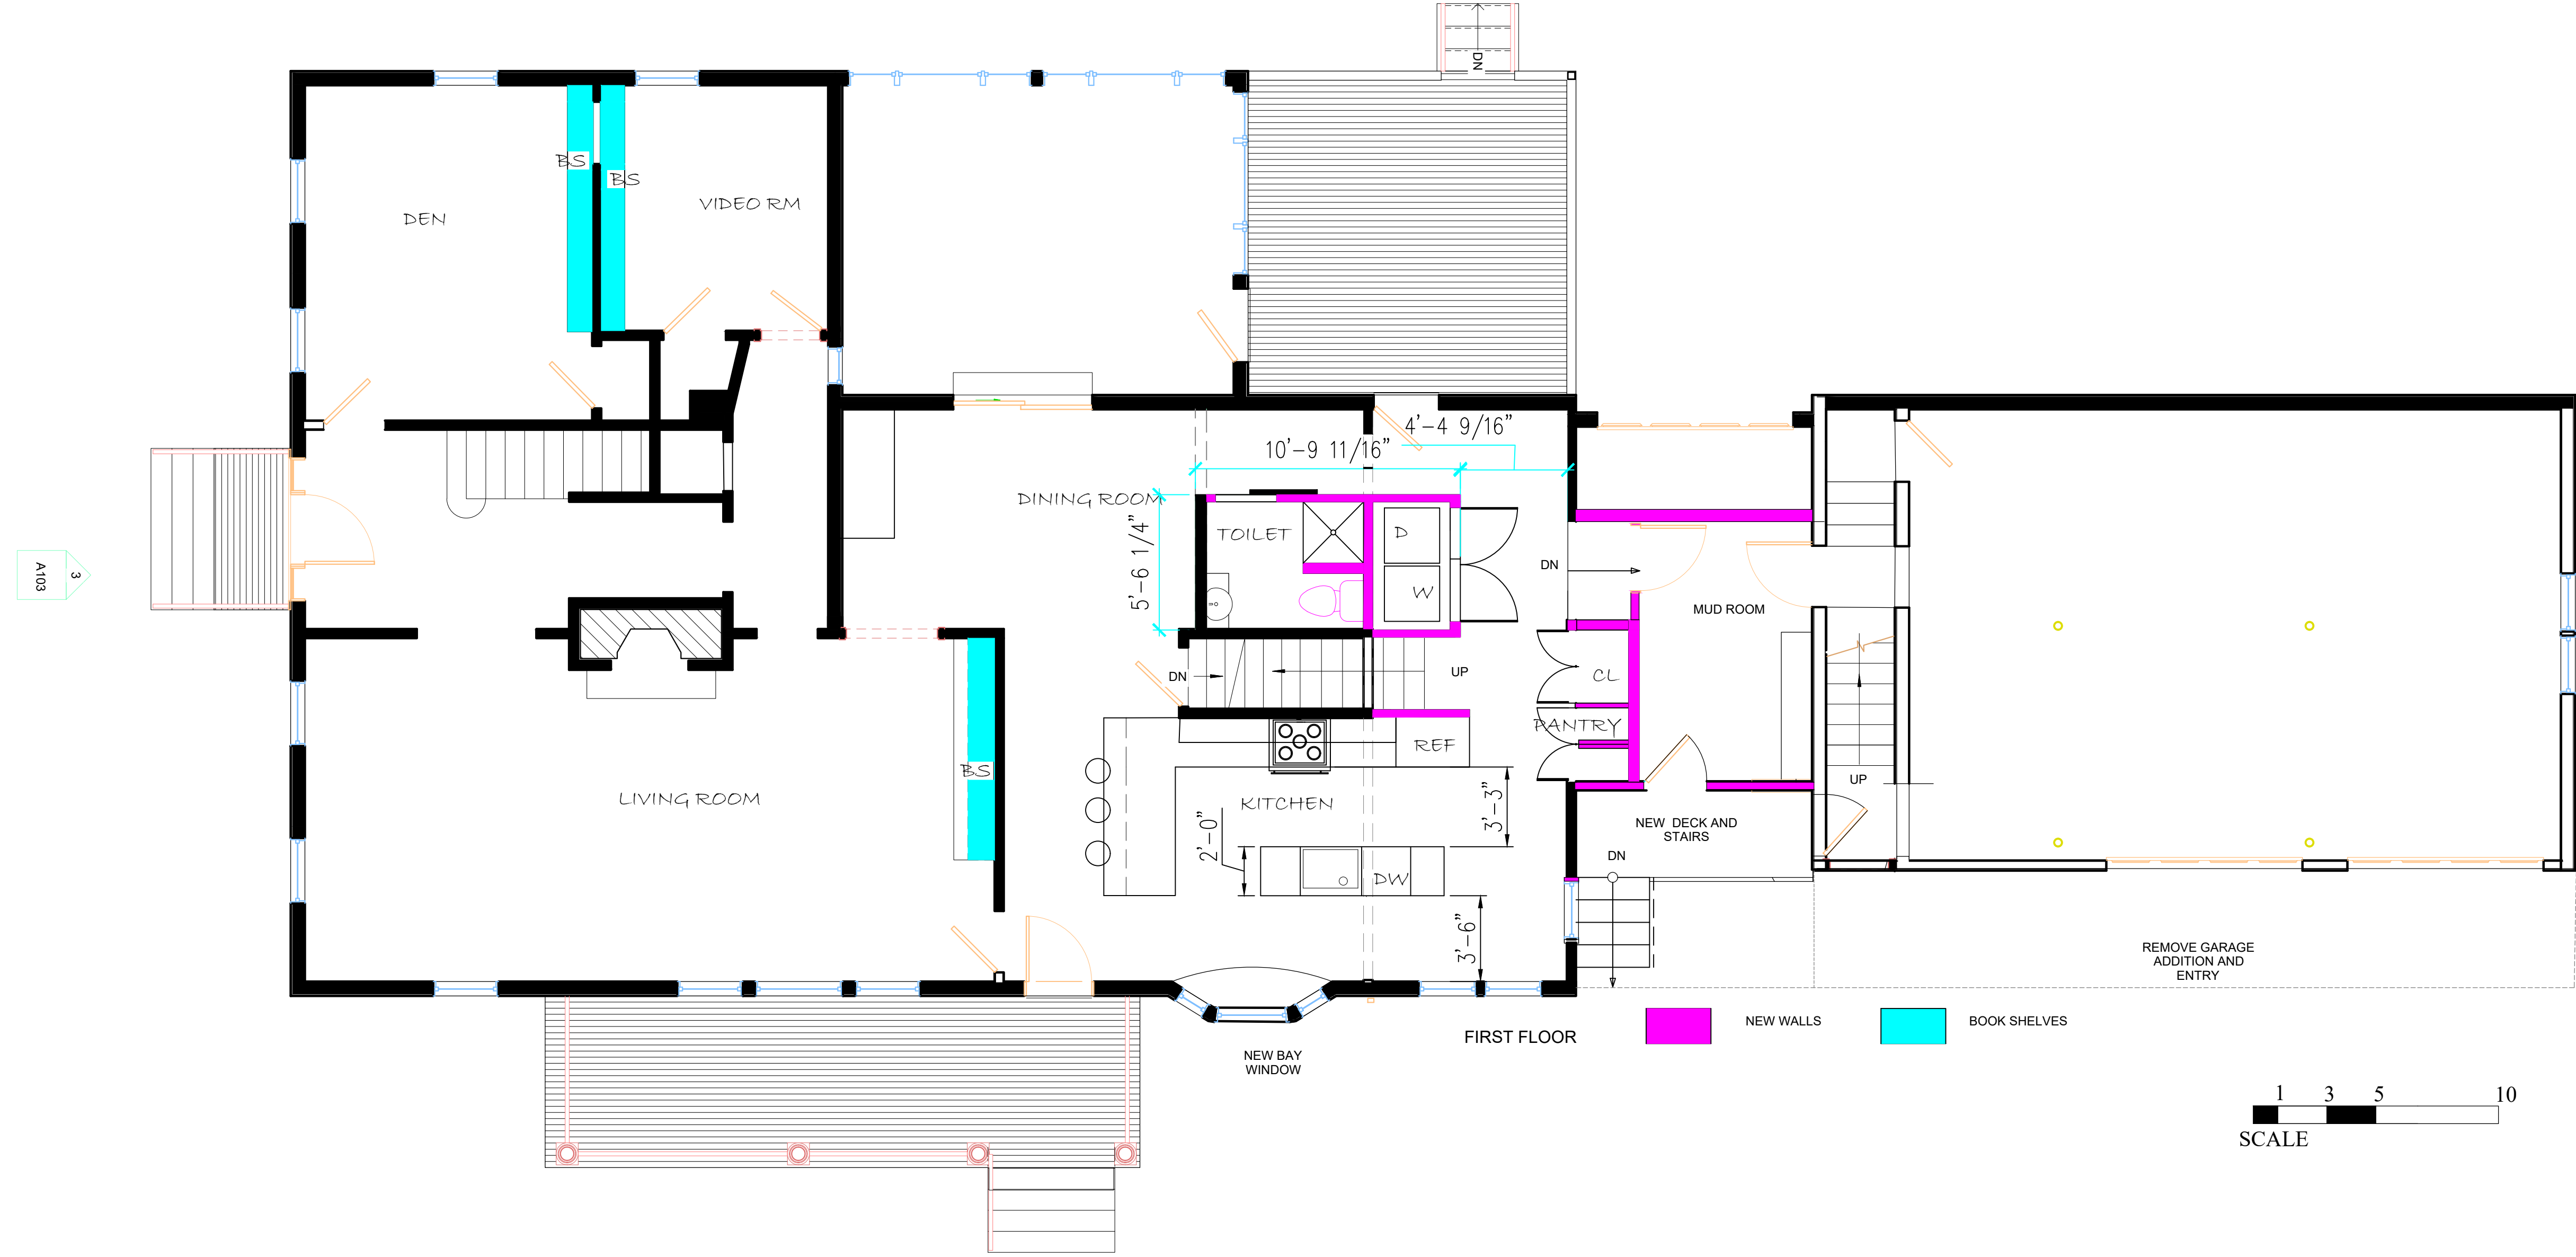 DN
BS
BS
DEN
VIDEO RM
4'-4 9/16"
10'-9 11/16"
DINING ROOM
5'-6 1/4"
TOILET
D
W
DN
3
A103
MUD ROOM
DN
UP
CL
PANTRY
REF
BS
LIVING ROOM
KITCHEN
2'-0"
3'-3"
DW
3'-6"
UP
NEW DECK AND
STAIRS
DN
REMOVE GARAGE
ADDITION AND
ENTRY
NEW BAY
WINDOW
FIRST FLOOR
NEW WALLS
BOOK SHELVES
1 3 5 10
SCALE